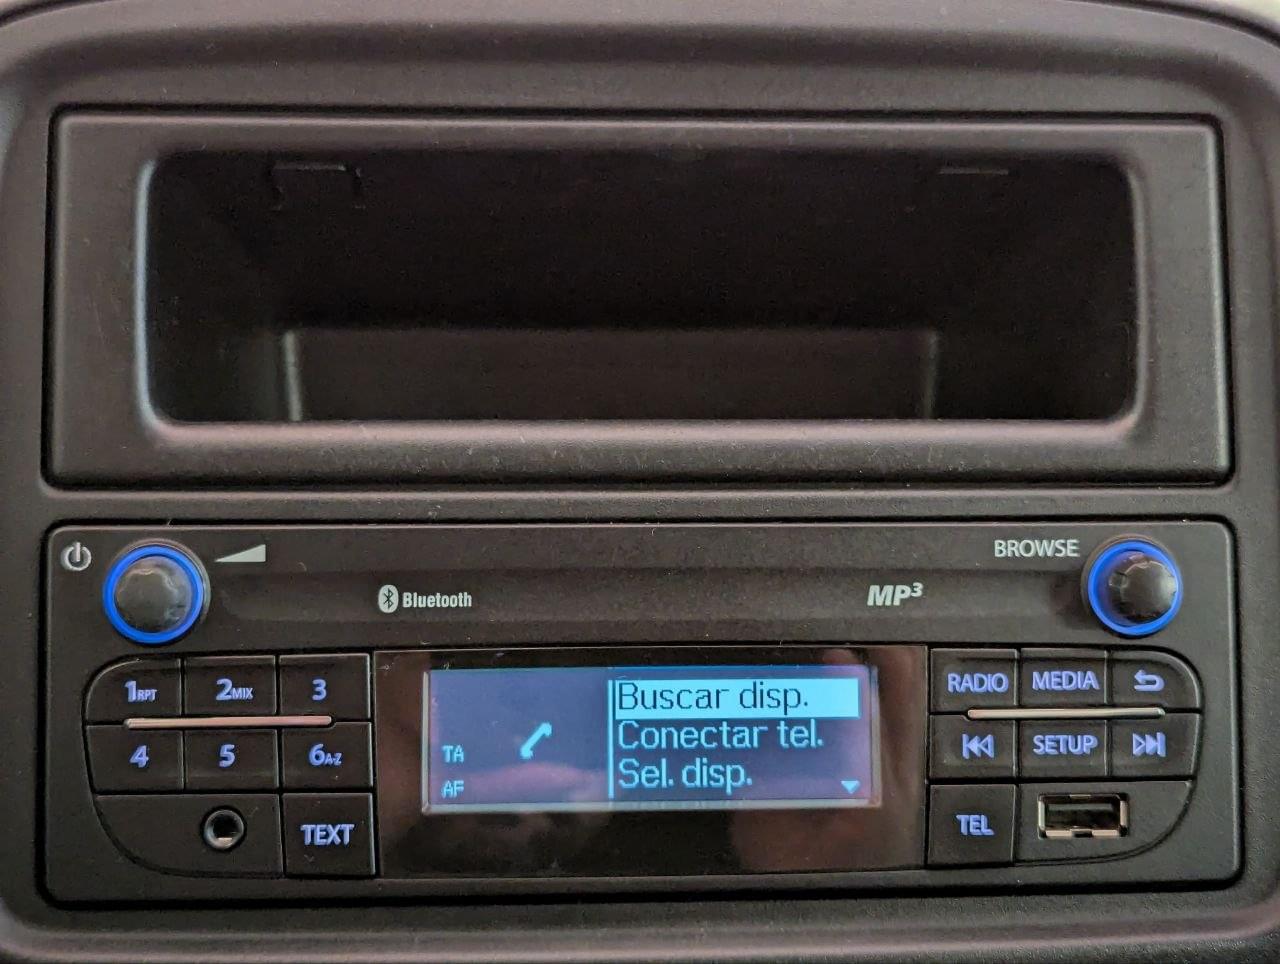 BROWSE
Bluetooth
MP3
1RPT
2MIX
3
4
5
6A-Z
TEXT
TA
AF
Buscar disp.
Conectar tel.
Sel. disp.
RADIO
MEDIA
SETUP
TEL